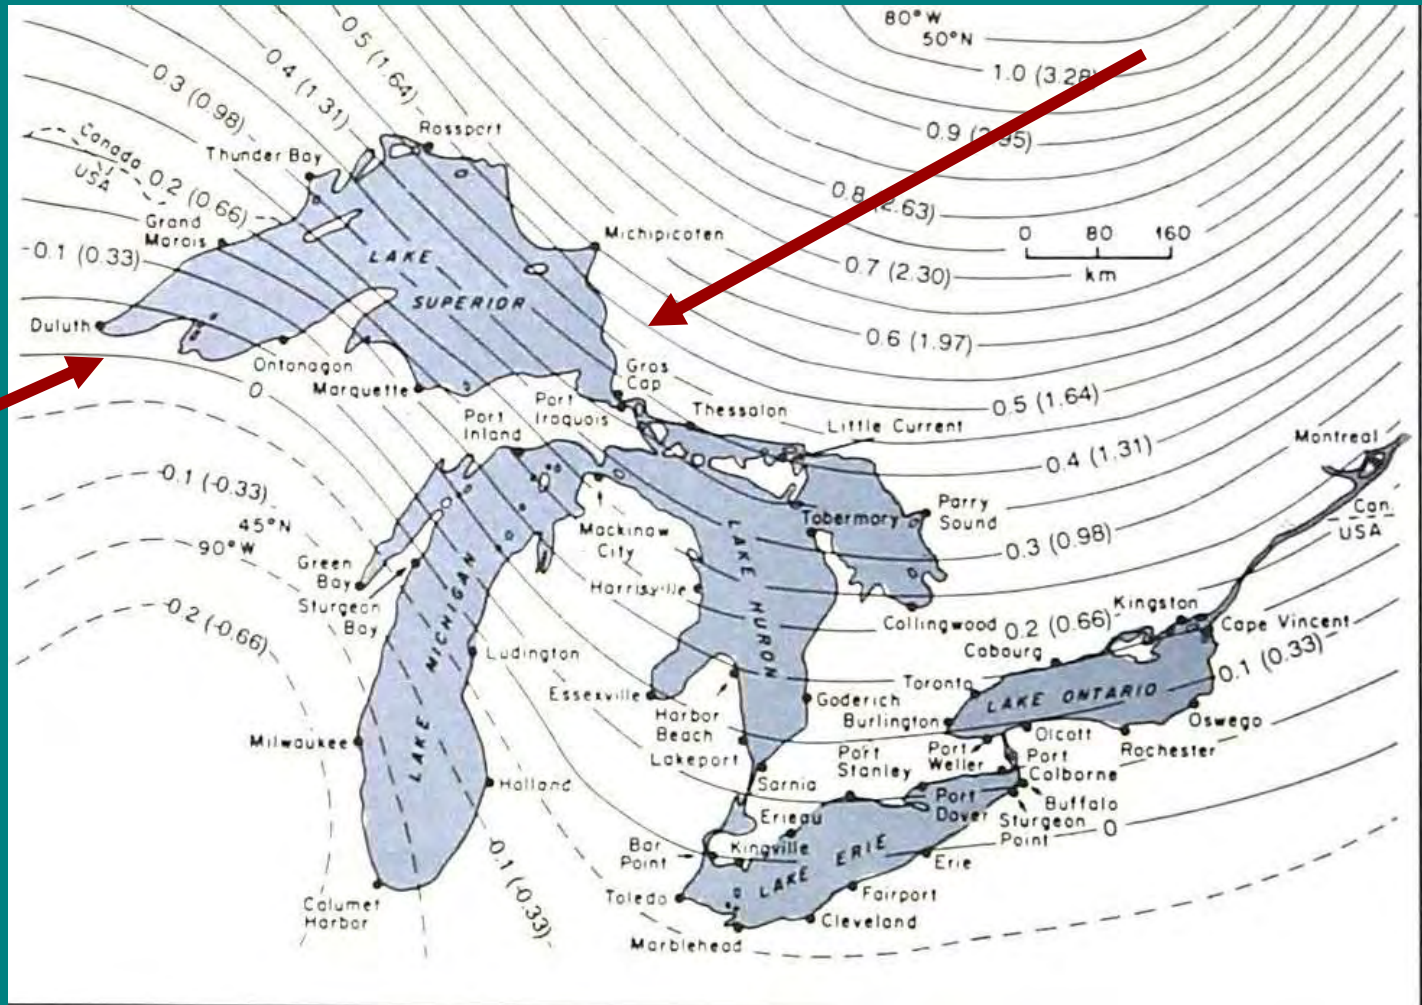 80°W
50°N
1.0 (3.28)
0.5 (1.64)
0.4 (1.31)
0.3 (0.98)
0.9 (2.95)
Rossport
Canada
USA
Thunder Bay
0.2 (0.66)
0.8 (2.63)
Grand
Marais
Michipicoten
0 80 160
km
0.1 (0.33)
LAKE
SUPERIOR
0.7 (2.30)
Duluth
0.6 (1.97)
Ontonagon
Marquette
0
Gros
Cap
Port
Iroquois
Thessalon
0.5 (1.64)
Port
Inland
Little Current
Montreal
0.4 (1.31)
-0.1 (-0.33)
45°N
90°W
Mackinaw
City
Tobermory
Parry
Sound
Can.
USA
0.3 (0.98)
Green
Bay
Sturgeon
Bay
LAKE MICHIGAN
Harrisville
LAKE HURON
-0.2 (-0.66)
Collingwood
0.2 (0.66)
Kingston
Cape Vincent
Cobourg
0.1 (0.33)
Ludington
Essexville
Toronto
LAKE ONTARIO
Goderich
Harbor
Beach
Burlington
Oswego
Milwaukee
Lakeport
Port
Stanley
Port
Weller
Olcott
Rochester
Holland
Sarnia
Port
Colborne
Port
Dover
Buffalo
Sturgeon
Point
0
Erieau
Bar
Point
Kingville
LAKE ERIE
Erie
-0.1 (-0.33)
Toledo
Fairport
Calumet
Harbor
Cleveland
Marblehead